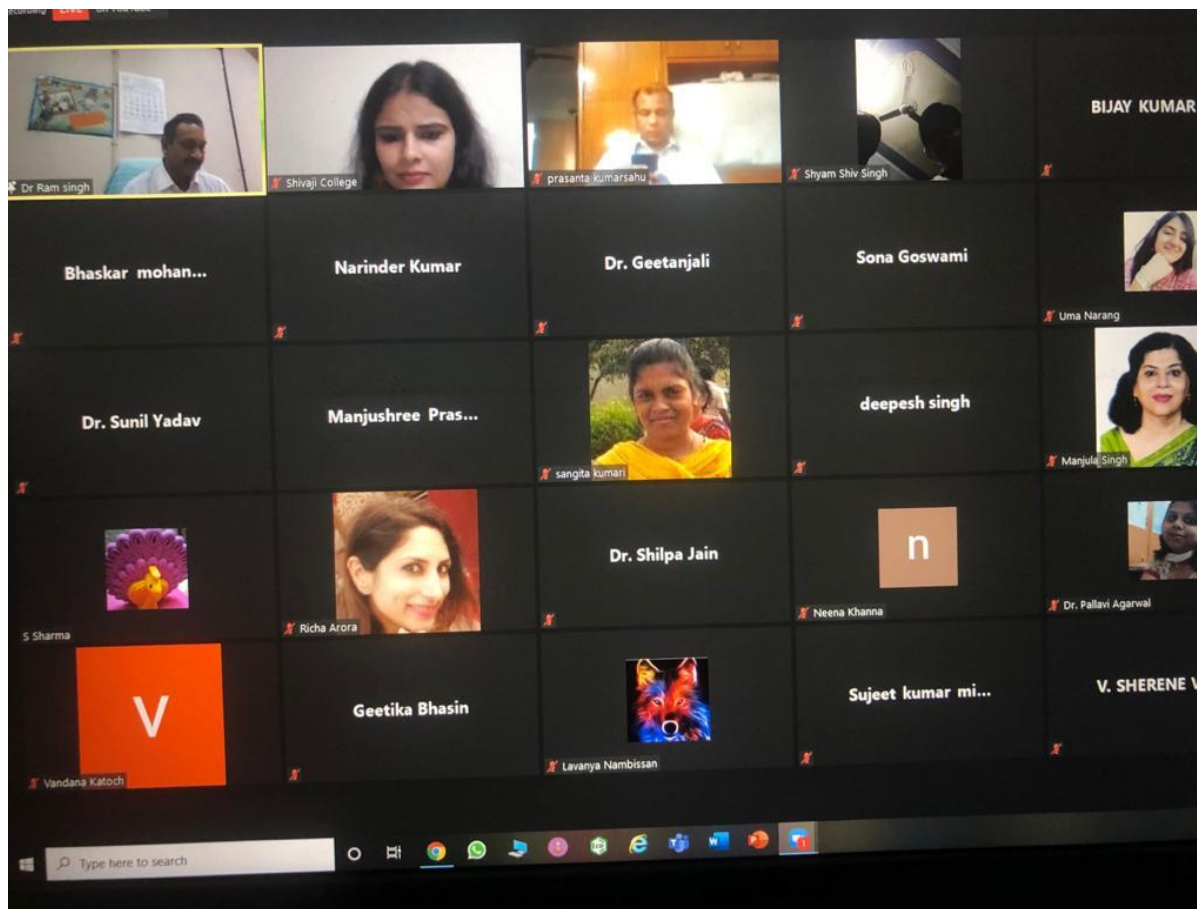 Recording LIVE on YouTube
Dr Ram singh
Shivaji College
prasanta kumarsahu
Shyam Shiv Singh
BIJAY KUMAR
Bhaskar mohan...
Narinder Kumar
Dr. Geetanjali
Sona Goswami
Uma Narang
Dr. Sunil Yadav
Manjushree Pras...
sangita kumari
deepesh singh
Manjula Singh
S Sharma
Richa Arora
Dr. Shilpa Jain
n
Neena Khanna
Dr. Pallavi Agarwal
V
Vandana Katoch
Geetika Bhasin
Lavanya Nambissan
Sujeet kumar mi...
V. SHERENE V
Type here to search